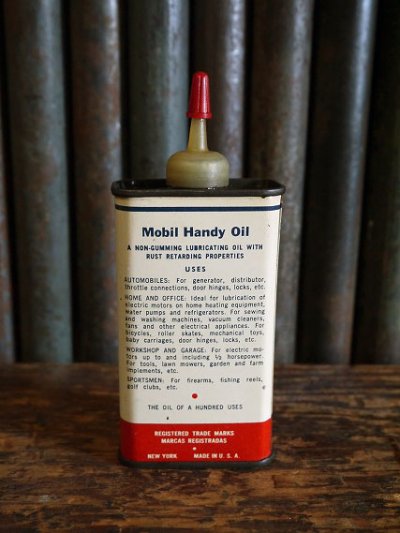 Mobil Handy Oil
A NON-GUMMING LUBRICATING OIL WITH
RUST RETARDING PROPERTIES
USES
AUTOMOBILES: For generator, distributor,
throttle connections, door hinges, locks, etc.
HOME AND OFFICE: Ideal for lubrication of
electric motors on home heating equipment,
water pumps and refrigerators. For sewing
and washing machines, vacuum cleaners,
fans and other electrical appliances. For
bicycles, roller skates, mechanical toys,
baby carriages, door hinges, locks, etc.
WORKSHOP AND GARAGE: For electric mo-
tors up to and including ½ horsepower.
For tools, lawn mowers, garden and farm
implements, etc.
SPORTSMEN: For firearms, fishing reels,
golf clubs, etc.
THE OIL OF A HUNDRED USES
REGISTERED TRADE MARKS
MARCAS REGISTRADAS
NEW YORK MADE IN U. S. A.